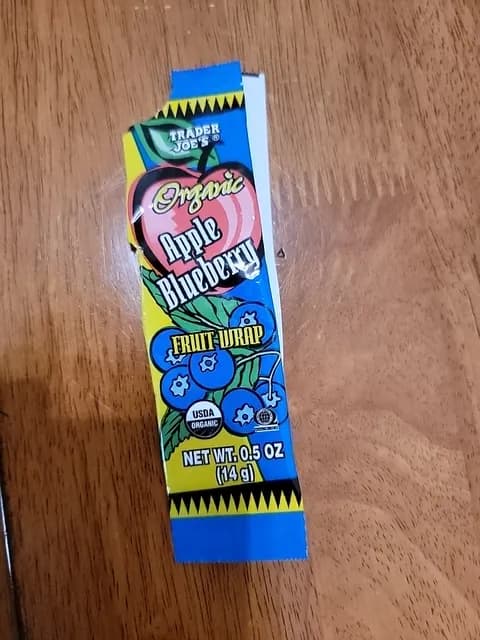 TRADER
JOE'S®
Organic
Apple
Blueberry
FRUIT WRAP
USDA
ORGANIC
NET WT. 0.5 OZ
(14 g)